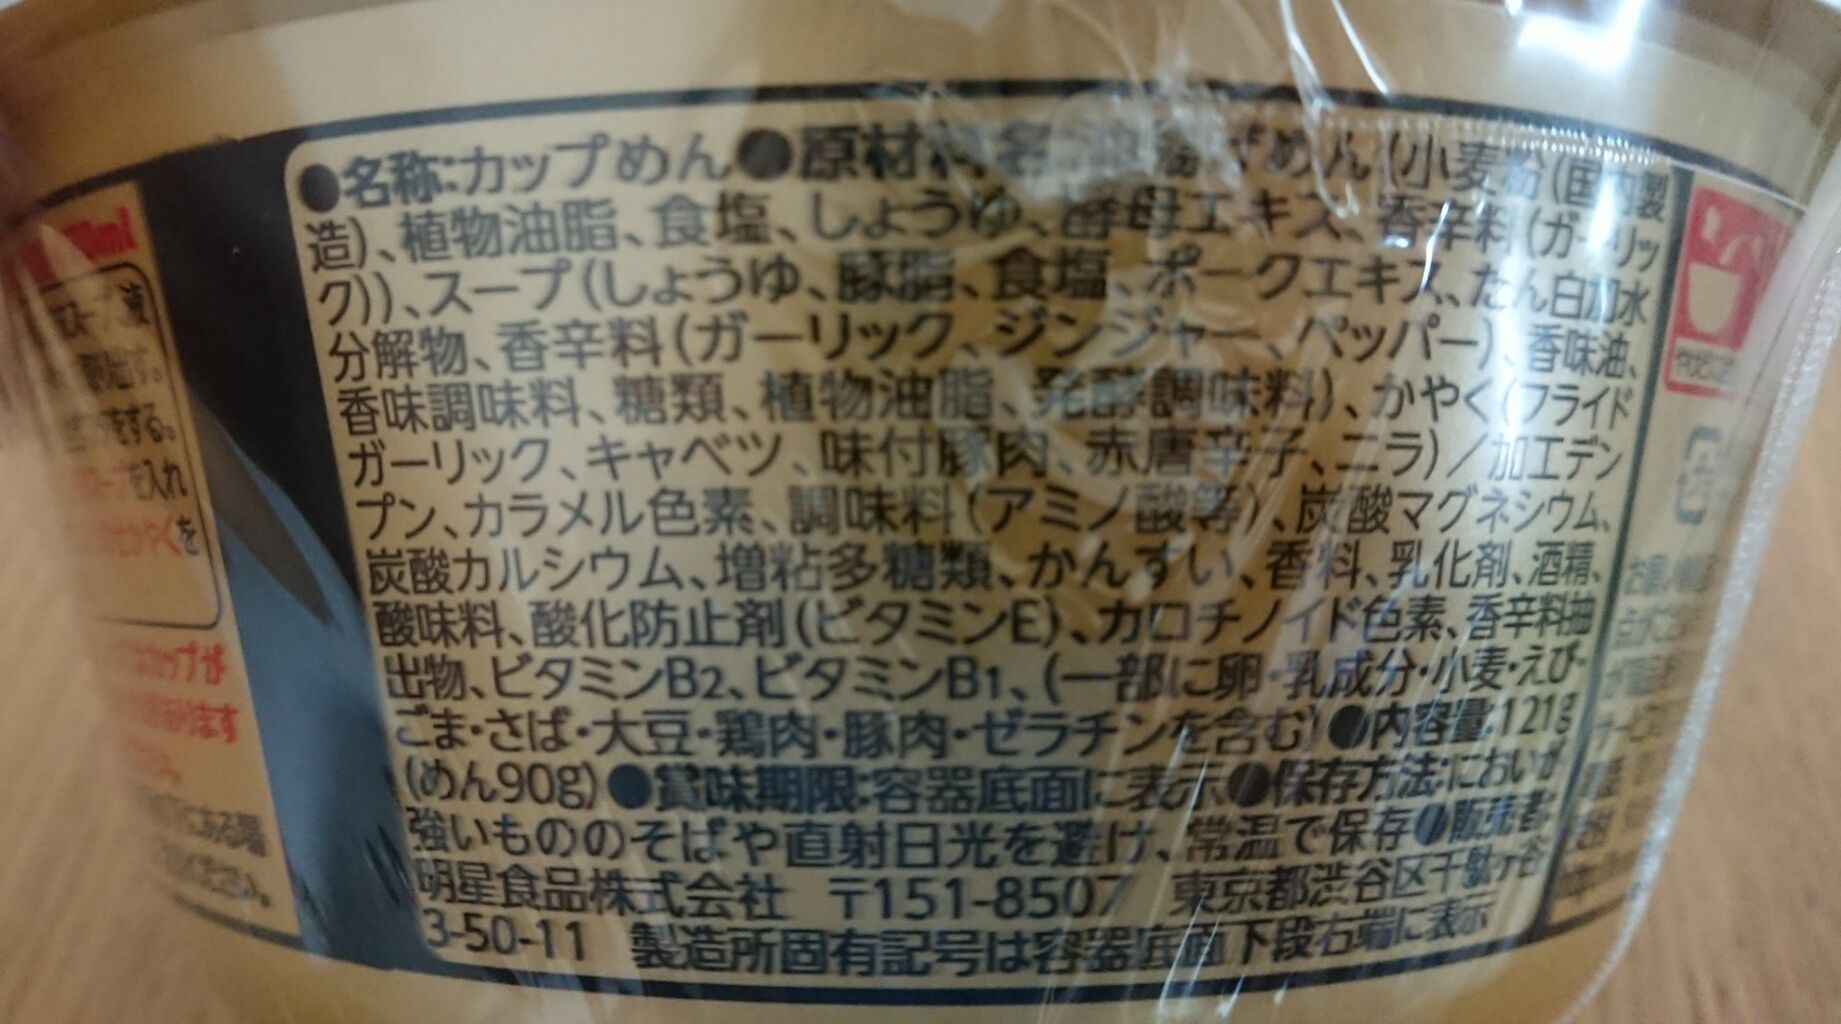 ●名称:カップめん●原材料名:油揚げめん(小麦粉(国内製
造)、植物油脂、食塩、しょうゆ、酵母エキス、香辛料(ガーリッ
ク))、スープ(しょうゆ、豚脂、食塩、ポークエキス、たん白加水
分解物、香辛料(ガーリック、ジンジャー、ペッパー)、香味油、
香味調味料、糖類、植物油脂、発酵調味料)、かやく(フライド
ガーリック、キャベツ、味付豚肉、赤唐辛子、ニラ)/加工デン
プン、カラメル色素、調味料(アミノ酸等)、炭酸マグネシウム、
炭酸カルシウム、増粘多糖類、かんすい、香料、乳化剤、酒精、
酸味料、酸化防止剤(ビタミンE)、カロチノイド色素、香辛料抽
出物、ビタミンB2、ビタミンB1、(一部に卵・乳成分・小麦・えび・
ごま・さば・大豆・鶏肉・豚肉・ゼラチンを含む)●内容量:121g
(めん90g)●賞味期限:容器底面に表示●保存方法:においが
強いもののそばや直射日光を避け、常温で保存●販売者:
明星食品株式会社 〒151-8507 東京都渋谷区千駄ヶ谷
3-50-11 製造所固有記号は容器底面下段右端に表示